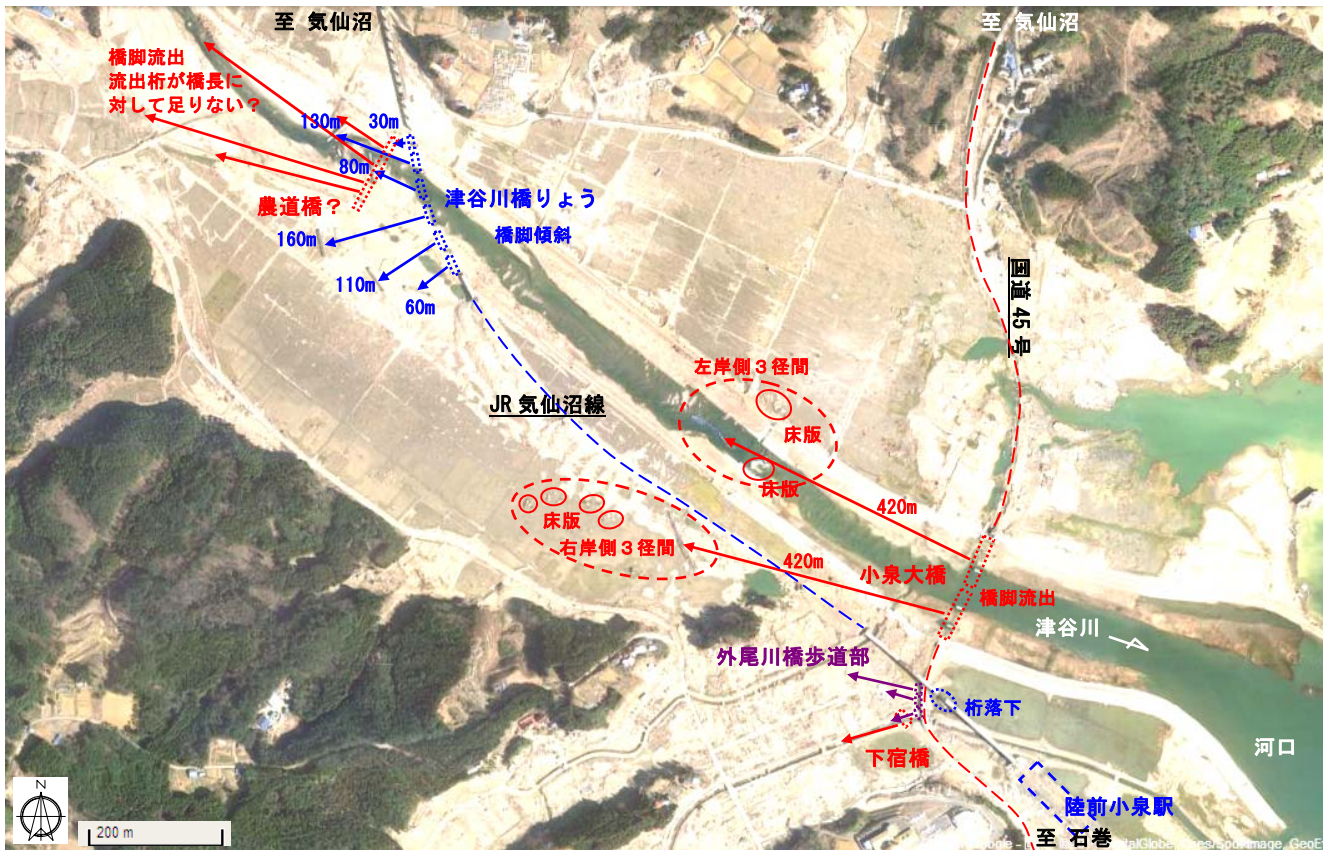 至 気仙沼
至 気仙沼
橋脚流出
流出桁が橋長に
対して足りない？
130m
30m
80m
農道橋？
津谷川橋りょう
橋脚傾斜
160m
110m
60m
国道 45 号
左岸側３径間
床版
床版
JR 気仙沼線
420m
床版
右岸側３径間
420m
小泉大橋
橋脚流出
津谷川
外尾川橋歩道部
桁落下
河口
下宿橋
陸前小泉駅
至 石巻
N
200 m